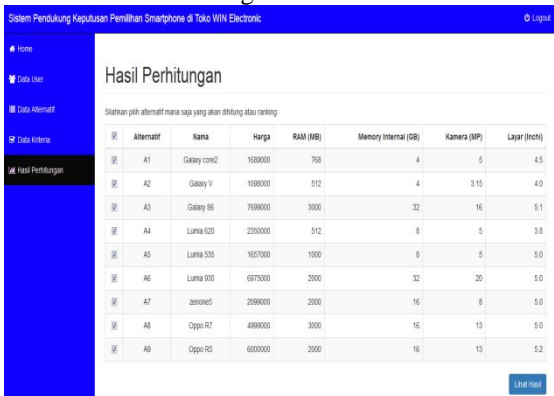 Sistem Pendukung Keputusan Pemilihan Smartphone di Toko WIN Electronic Logout
Home
Data User
Data Alternatif
Data Kriteria
Hasil Perhitungan
Hasil Perhitungan
Silahkan pilih alternatif mana saja yang akan dihitung atau ranking:
Alternatif Nama Harga RAM (MB) Memory Internal (GB) Kamera (MP) Layar (Inchi)
A1 Galaxy core2 1689000 768 4 5 4.5
A2 Galaxy V 1098000 512 4 3.15 4.0
A3 Galaxy S6 7699000 3000 32 16 5.1
A4 Lumia 620 2350000 512 8 5 3.8
A5 Lumia 535 1657000 1000 8 5 5.0
A6 Lumia 930 6975000 2000 32 20 5.0
A7 zenone5 2099000 2000 16 8 5.0
A8 Oppo R7 4999000 3000 16 13 5.0
A9 Oppo R5 6000000 2000 16 13 5.2
Lihat Hasil